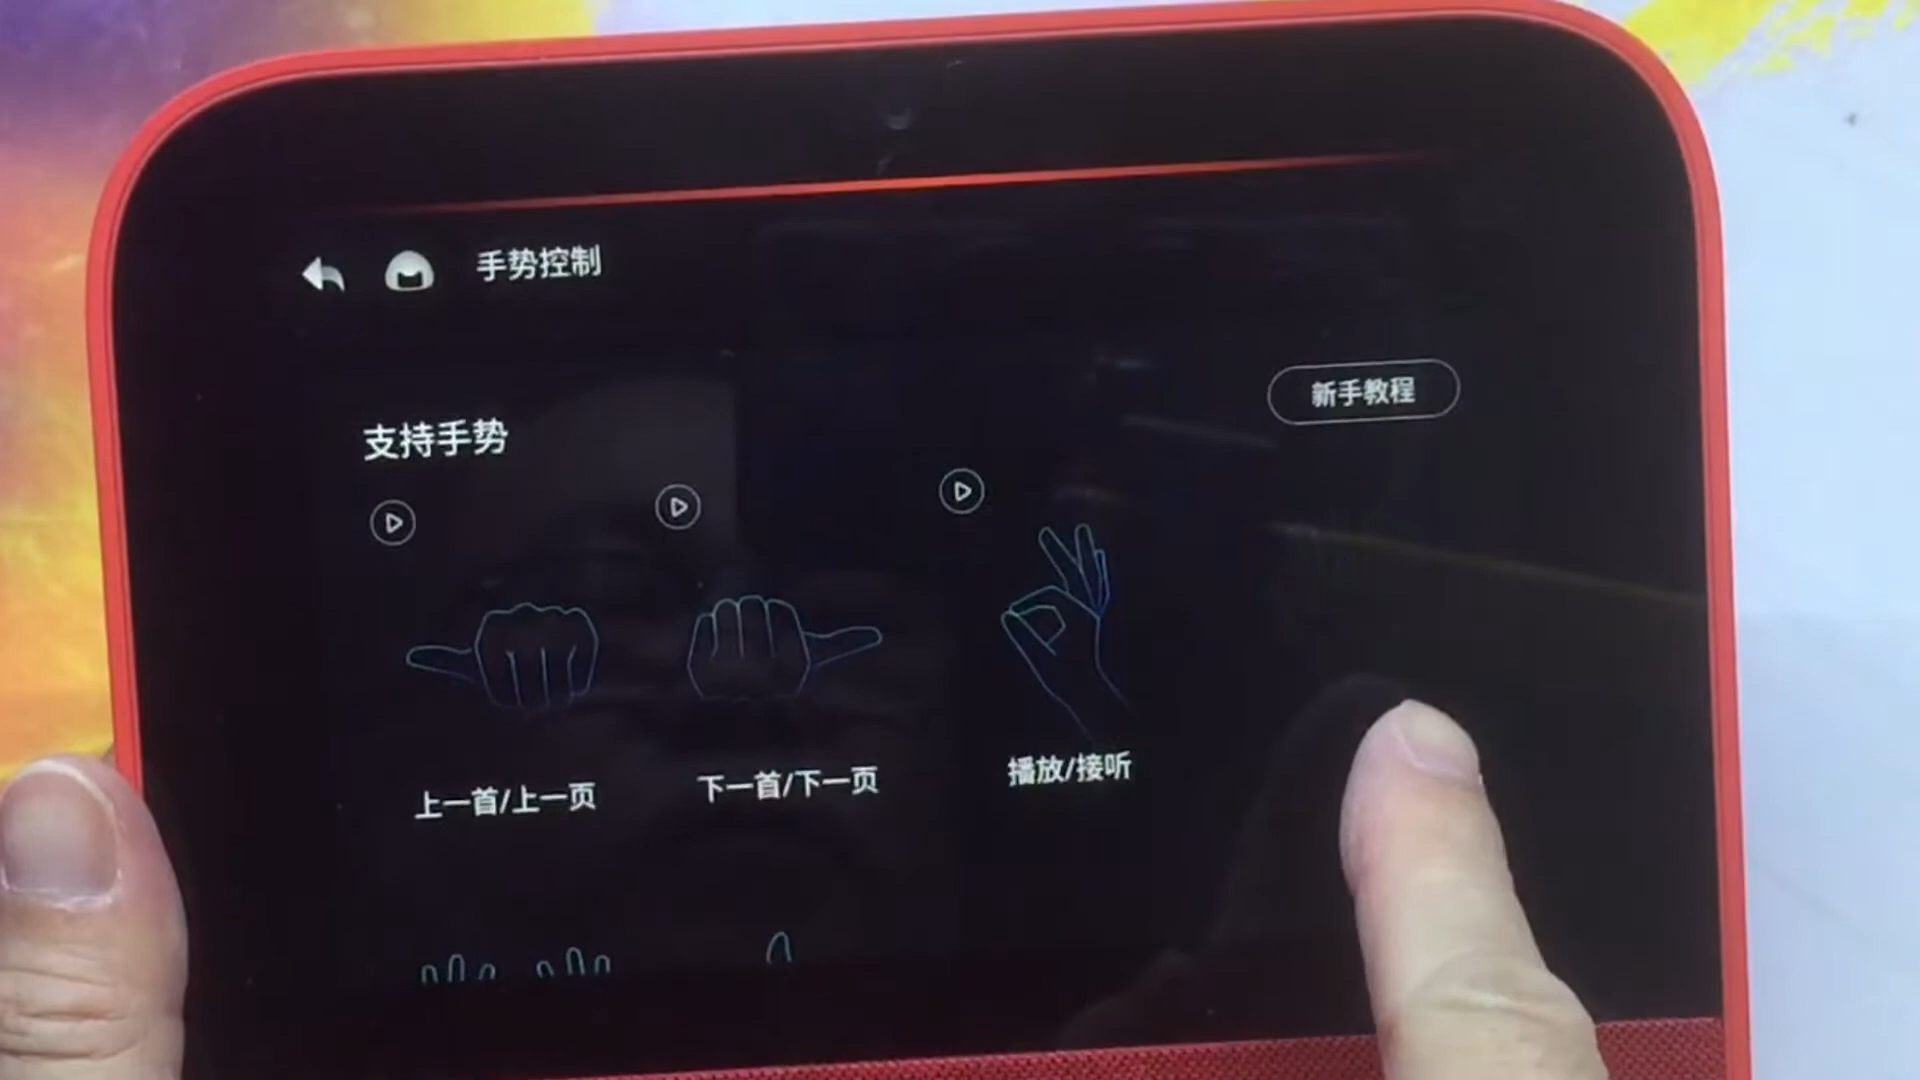 手势控制
新手教程
支持手势
上一首/上一页
下一首/下一页
播放/接听